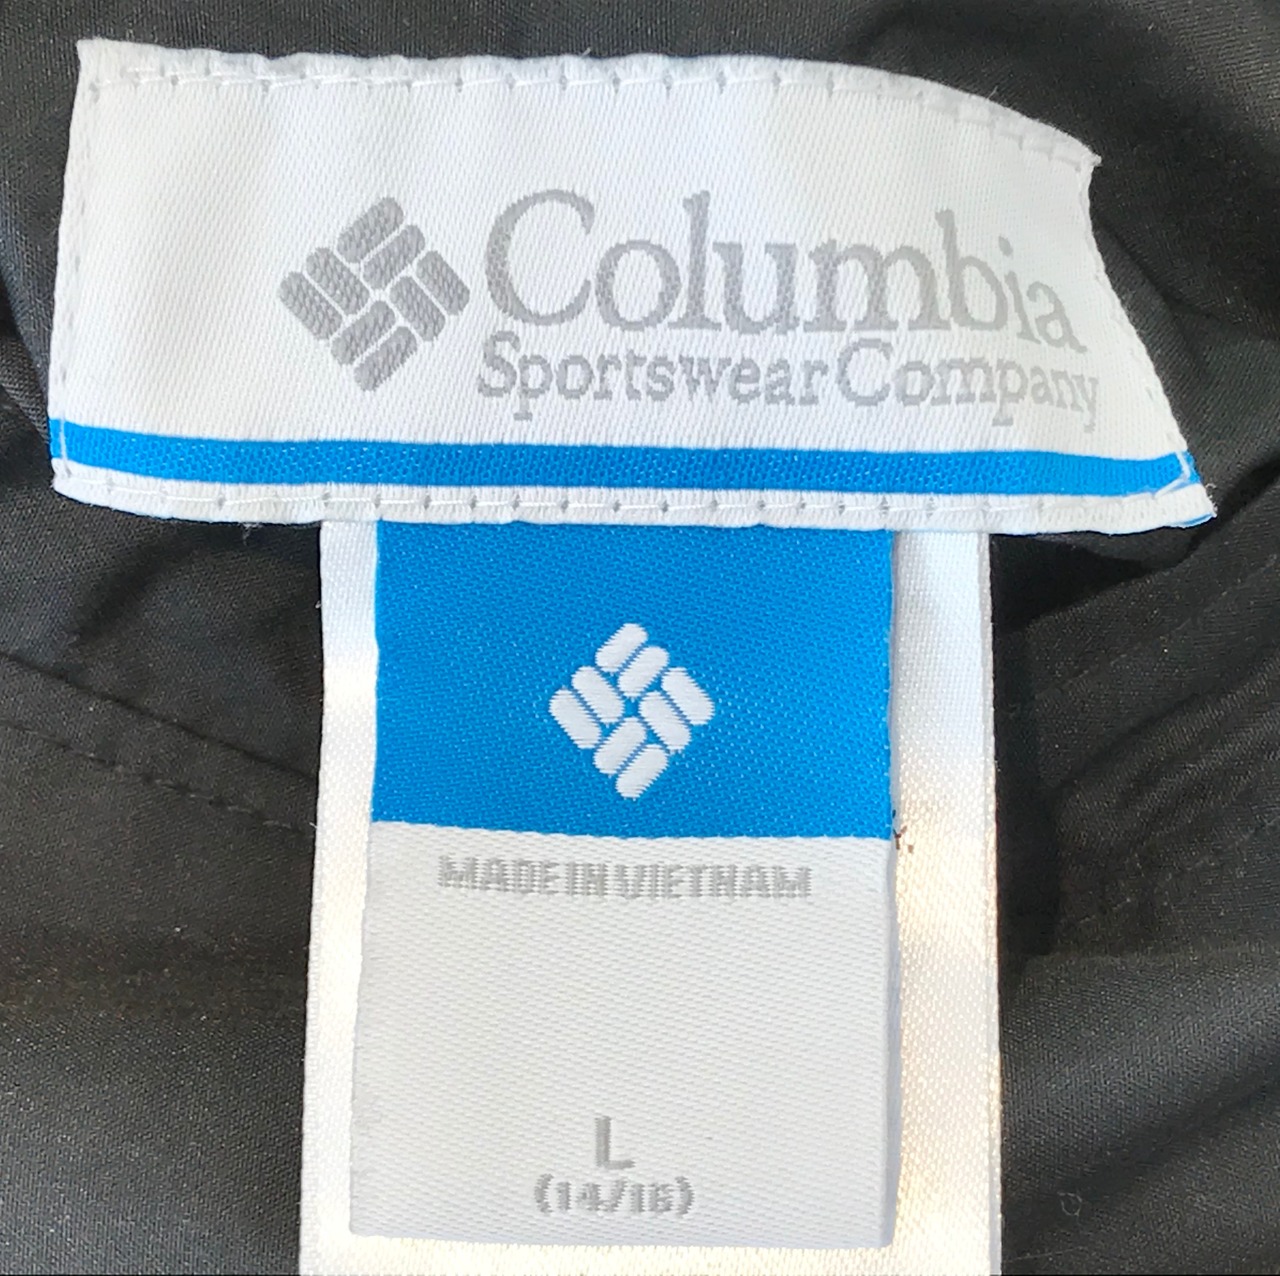 Columbia
Sportswear Company
MADE IN VIETNAM
L
(14/16)